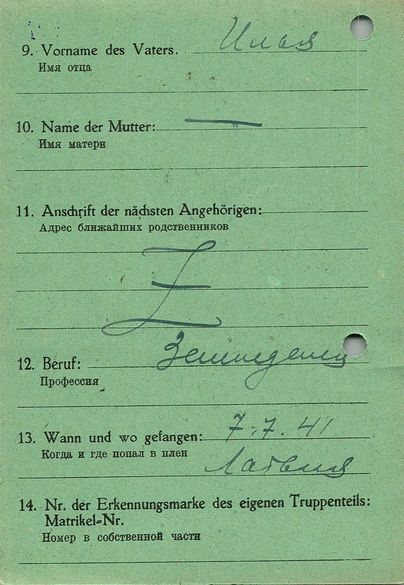 9. Vorname des Vaters. Илья
Имя отца
10. Name der Mutter: —
Имя матери
11. Anschrift der nächsten Angehörigen:
Адрес ближайших родственников
12. Beruf: Земледелец
Профессия
13. Wann und wo gefangen: 7.7.41
Когда и где попал в плен Латвия
14. Nr. der Erkennungsmarke des eigenen Truppenteils:
Matrikel-Nr.
Номер в собственной части